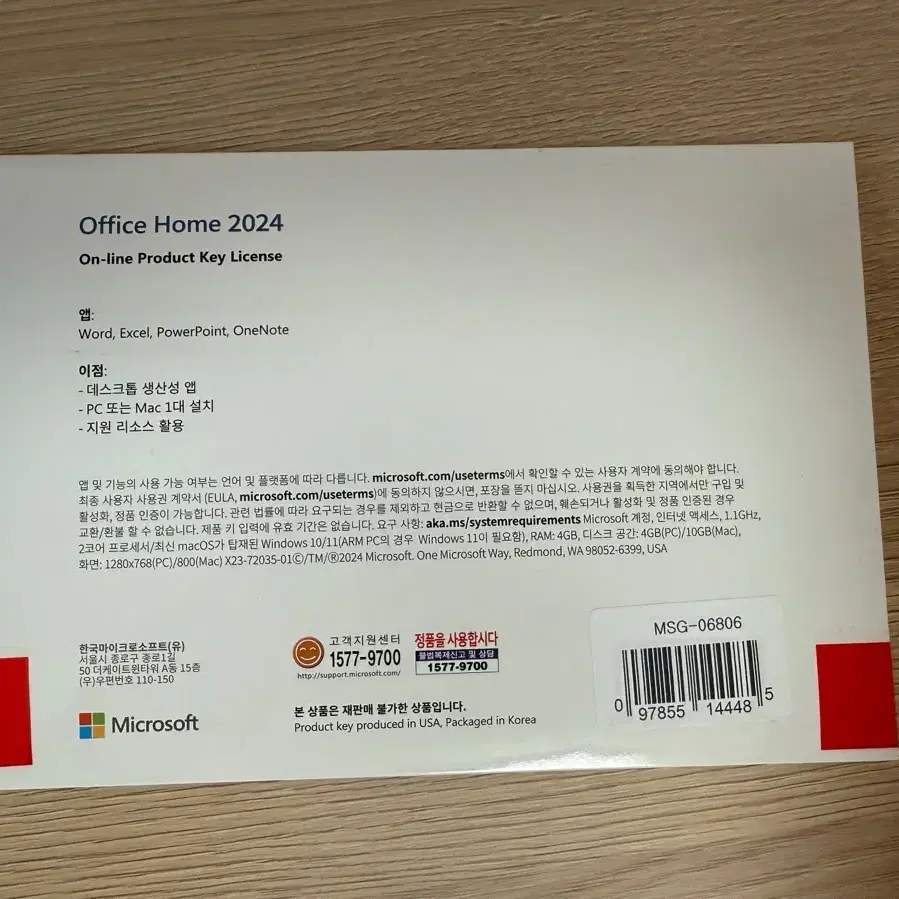 Office Home 2024
On-line Product Key License
앱:
Word, Excel, PowerPoint, OneNote
이점:
- 데스크톱 생산성 앱
- PC 또는 Mac 1대 설치
- 지원 리소스 활용
앱 및 기능의 사용 가능 여부는 언어 및 플랫폼에 따라 다릅니다. microsoft.com/useterms에서 확인할 수 있는 사용자 계약에 동의해야 합니다.
최종 사용자 사용권 계약서 (EULA, microsoft.com/useterms)에 동의하지 않으시면, 포장을 뜯지 마십시오. 사용권을 획득한 지역에서만 구입 및
활성화, 정품 인증이 가능합니다. 관련 법률에 따라 요구되는 경우를 제외하고 현금으로 반환할 수 없으며, 훼손되거나 활성화 및 정품 인증된 경우
교환/환불 할 수 없습니다. 제품 키 입력에 유효 기간은 없습니다. 요구 사항: aka.ms/systemrequirements Microsoft 계정, 인터넷 액세스, 1.1GHz,
2코어 프로세서/최신 macOS가 탑재된 Windows 10/11(ARM PC의 경우 Windows 11이 필요함), RAM: 4GB, 디스크 공간: 4GB(PC)/10GB(Mac),
화면: 1280x768(PC)/800(Mac) X23-72035-01Ⓒ/TM/Ⓡ2024 Microsoft. One Microsoft Way, Redmond, WA 98052-6399, USA
한국마이크로소프트(유)
서울시 종로구 종로1길
50 더케이트윈타워 A동 15층
(우)우편번호 110-150
Microsoft
고객지원센터
1577-9700
http://support.microsoft.com/
정품을 사용합시다
불법복제신고 및 상담
1577-9700
본 상품은 재판매 불가한 상품입니다.
Product key produced in USA, Packaged in Korea
MSG-06806
0 97855 14448 5